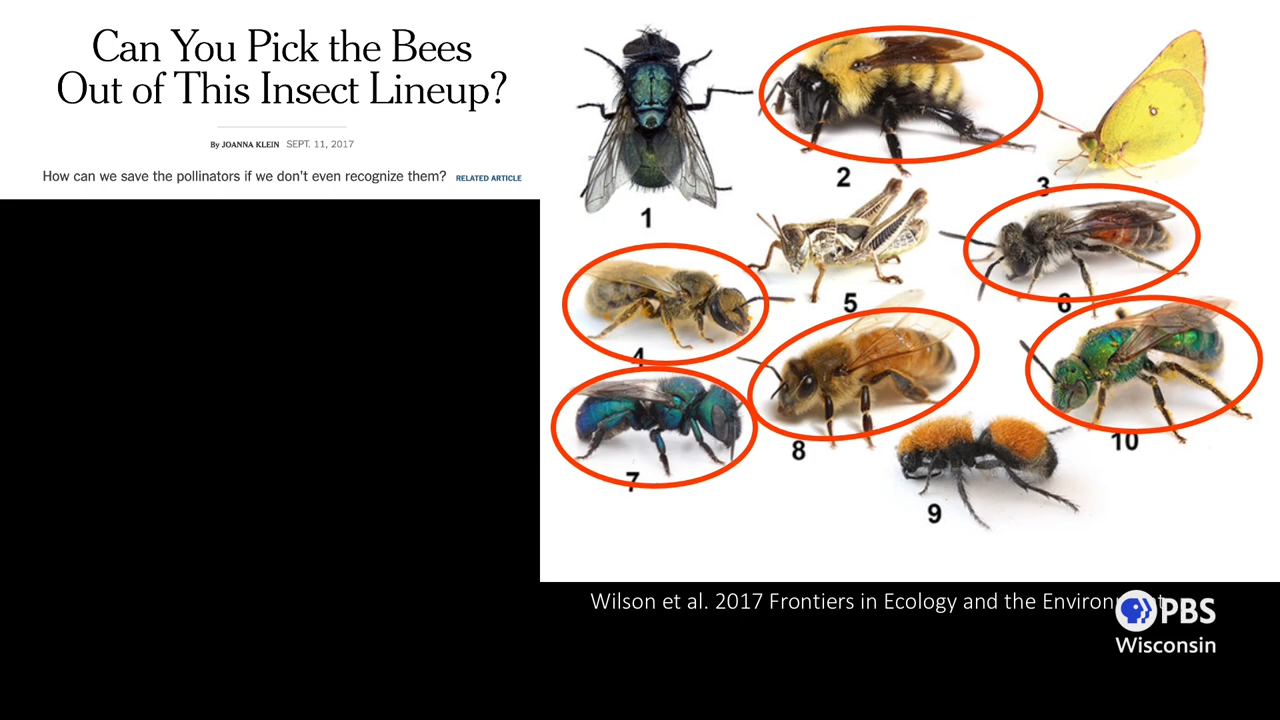 Can You Pick the Bees
Out of This Insect Lineup?
By JOANNA KLEIN SEPT. 11, 2017
How can we save the pollinators if we don't even recognize them? RELATED ARTICLE
1
2
3
4
5
6
7
8
9
10
Wilson et al. 2017 Frontiers in Ecology and the Environment
PBS
Wisconsin